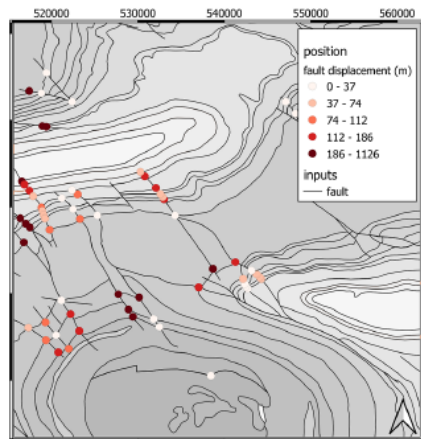 520000 530000 540000 550000 560000
position
fault displacement (m)
0 - 37
37 - 74
74 - 112
112 - 186
186 - 1126
inputs
fault